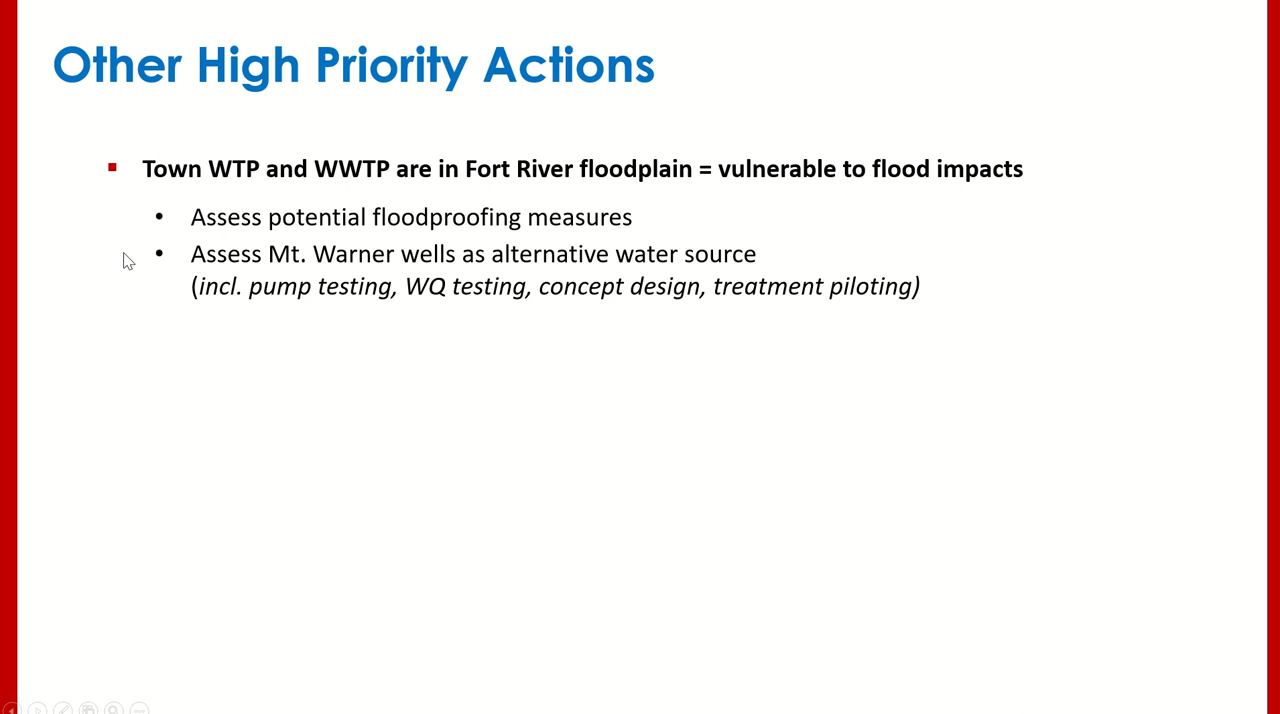 Other High Priority Actions
Town WTP and WWTP are in Fort River floodplain = vulnerable to flood impacts
Assess potential floodproofing measures
Assess Mt. Warner wells as alternative water source
(incl. pump testing, WQ testing, concept design, treatment piloting)